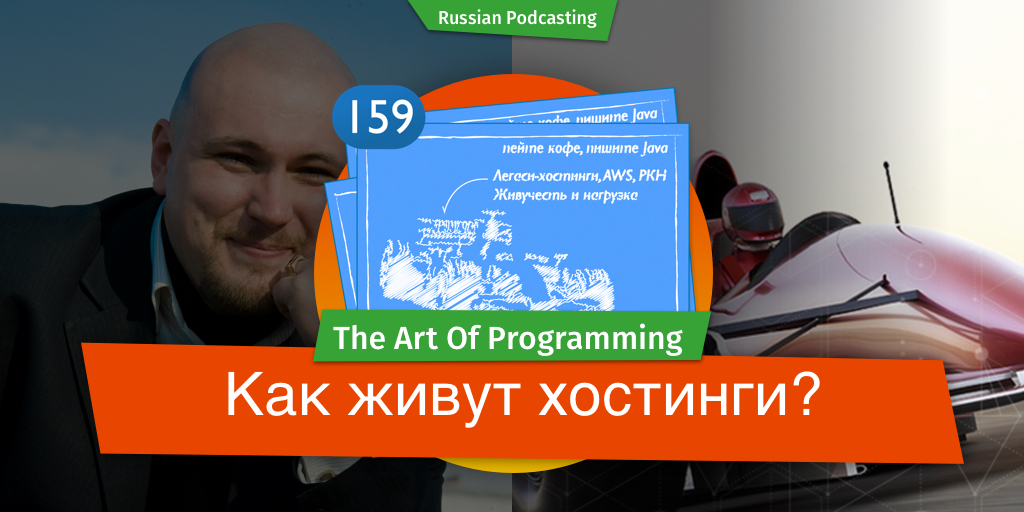 Russian Podcasting
159
пейте кофе, пишите Java
пейте кофе, пишите Java
Легаси-хостинги, AWS, РКН
Живучесть и нагрузка
The Art Of Programming
Как живут хостинги?